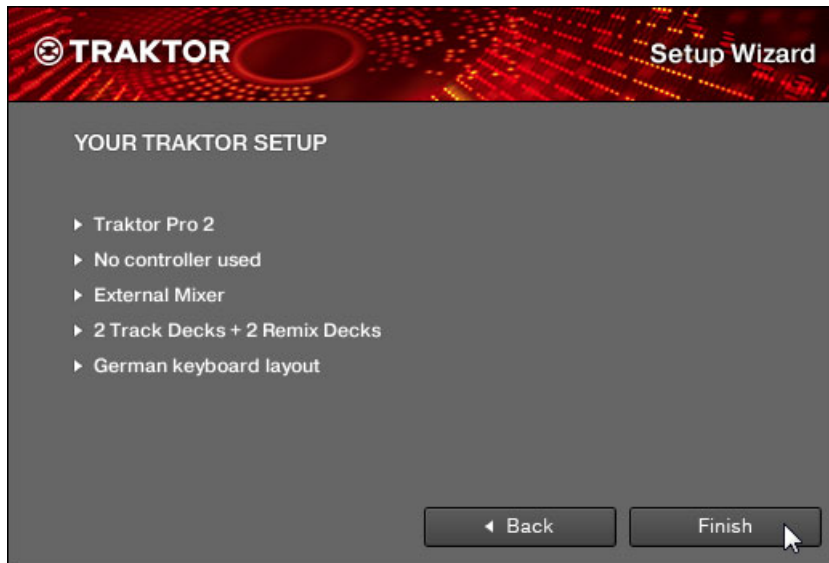 TRAKTOR
Setup Wizard
YOUR TRAKTOR SETUP
Traktor Pro 2
No controller used
External Mixer
2 Track Decks + 2 Remix Decks
German keyboard layout
Back
Finish